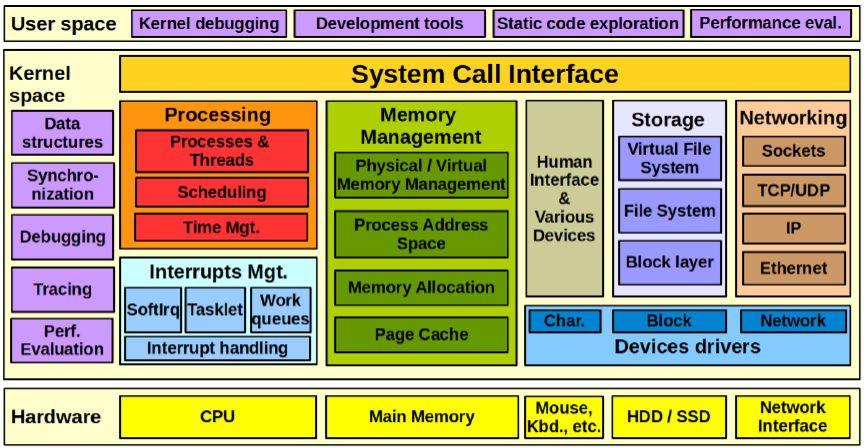 User space
Kernel debugging
Development tools
Static code exploration
Performance eval.
Kernel
space
System Call Interface
Data
structures
Synchro-
nization
Debugging
Tracing
Perf.
Evaluation
Processing
Processes &
Threads
Scheduling
Time Mgt.
Interrupts Mgt.
SoftIrq
Tasklet
Work
queues
Interrupt handling
Memory
Management
Physical / Virtual
Memory Management
Process Address
Space
Memory Allocation
Page Cache
Human
Interface
&
Various
Devices
Storage
Virtual File
System
File System
Block layer
Networking
Sockets
TCP/UDP
IP
Ethernet
Char.
Block
Network
Devices drivers
Hardware
CPU
Main Memory
Mouse,
Kbd., etc.
HDD / SSD
Network
Interface